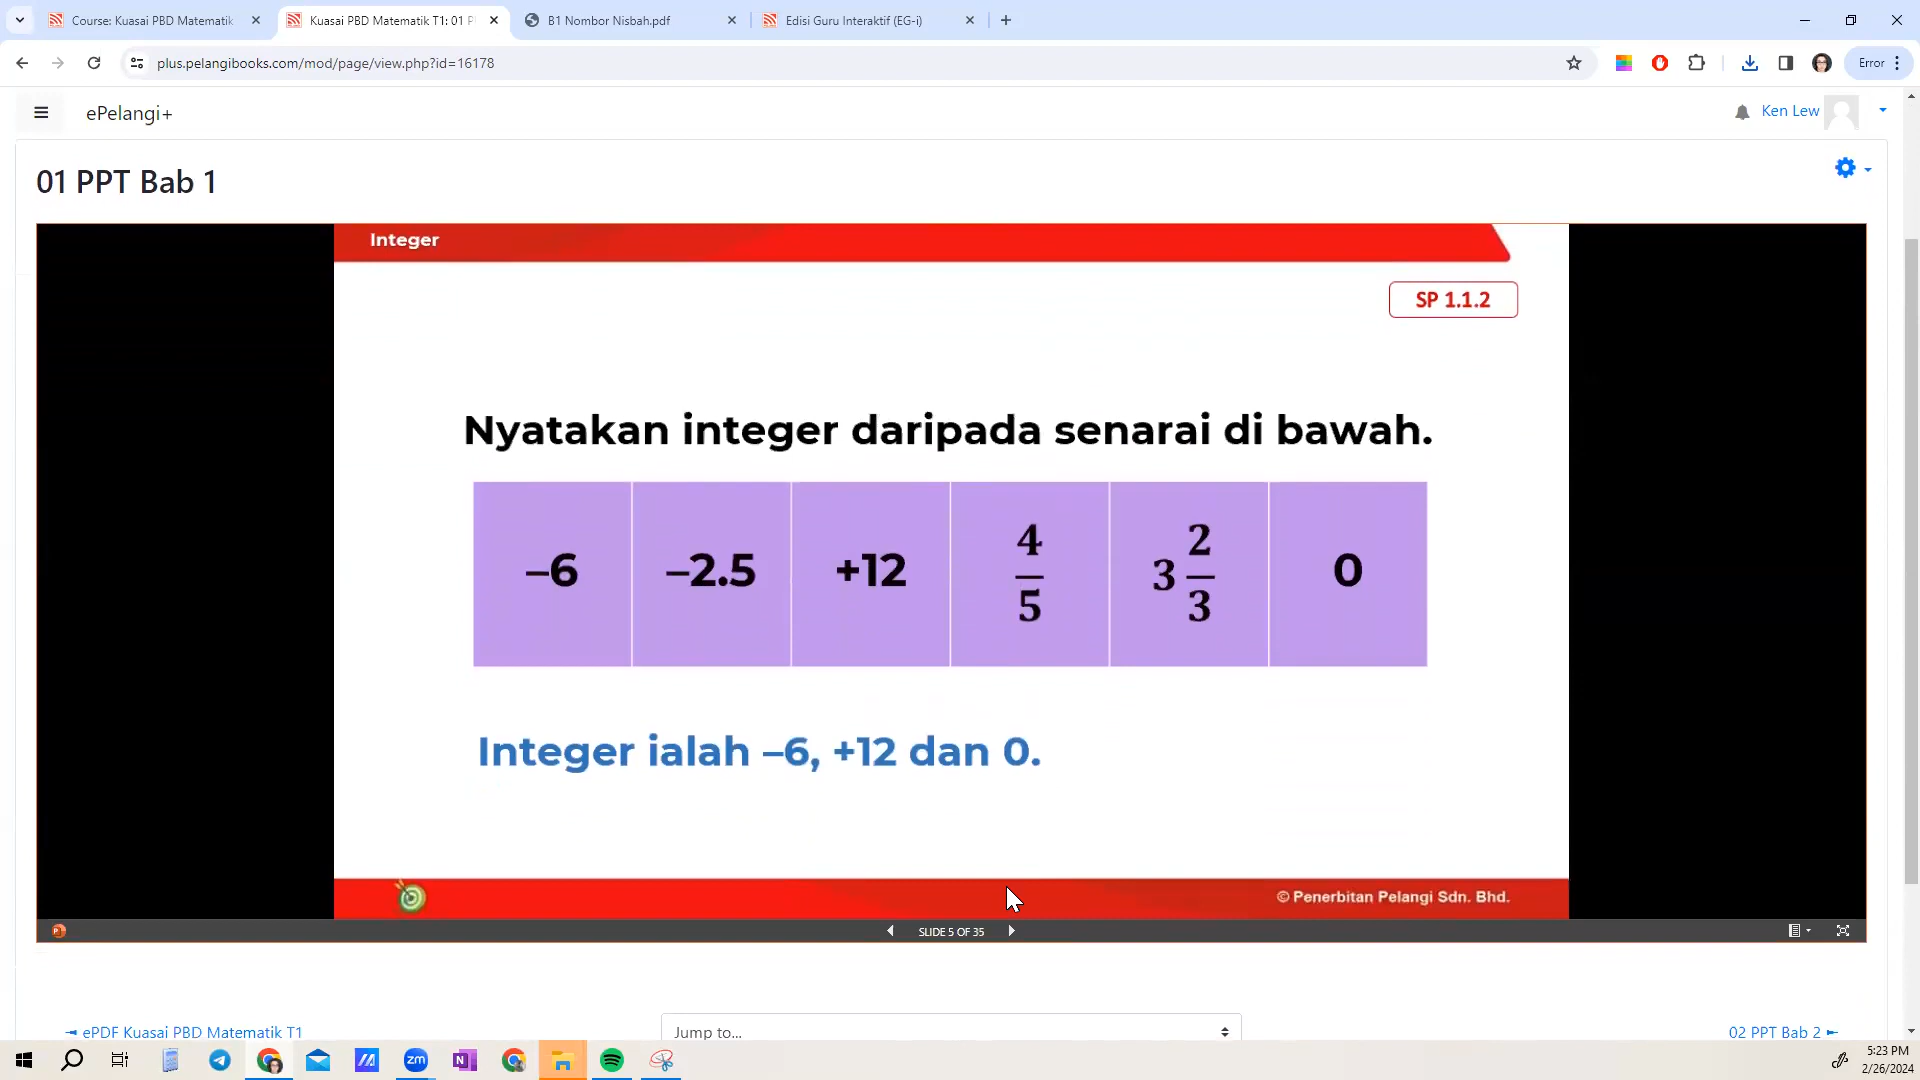 Course: Kuasai PBD Matematik
Kuasai PBD Matematik T1: 01 P
B1 Nombor Nisbah.pdf
Edisi Guru Interaktif (EG-i)
plus.pelangibooks.com/mod/page/view.php?id=16178
Error
ePelangi+
Ken Lew
01 PPT Bab 1
Integer
SP 1.1.2
Nyatakan integer daripada senarai di bawah.
–6 –2.5 +12 4/5 3 2/3 0
Integer ialah –6, +12 dan 0.
© Penerbitan Pelangi Sdn. Bhd.
SLIDE 5 OF 35
◄ ePDF Kuasai PBD Matematik T1
Jump to...
02 PPT Bab 2 ►
zm
N
5:23 PM
2/26/2024